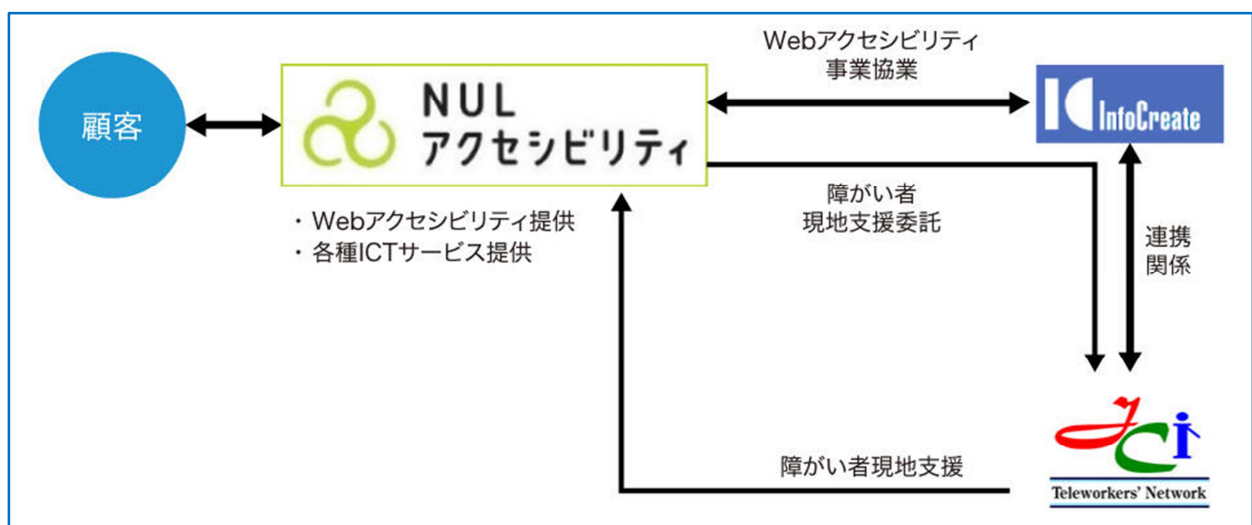 顧客
NUL
アクセシビリティ
・ Webアクセシビリティ提供
・ 各種ICTサービス提供
Webアクセシビリティ
事業協業
InfoCreate
障がい者
現地支援委託
連携
関係
障がい者現地支援
JCi
Teleworkers' Network